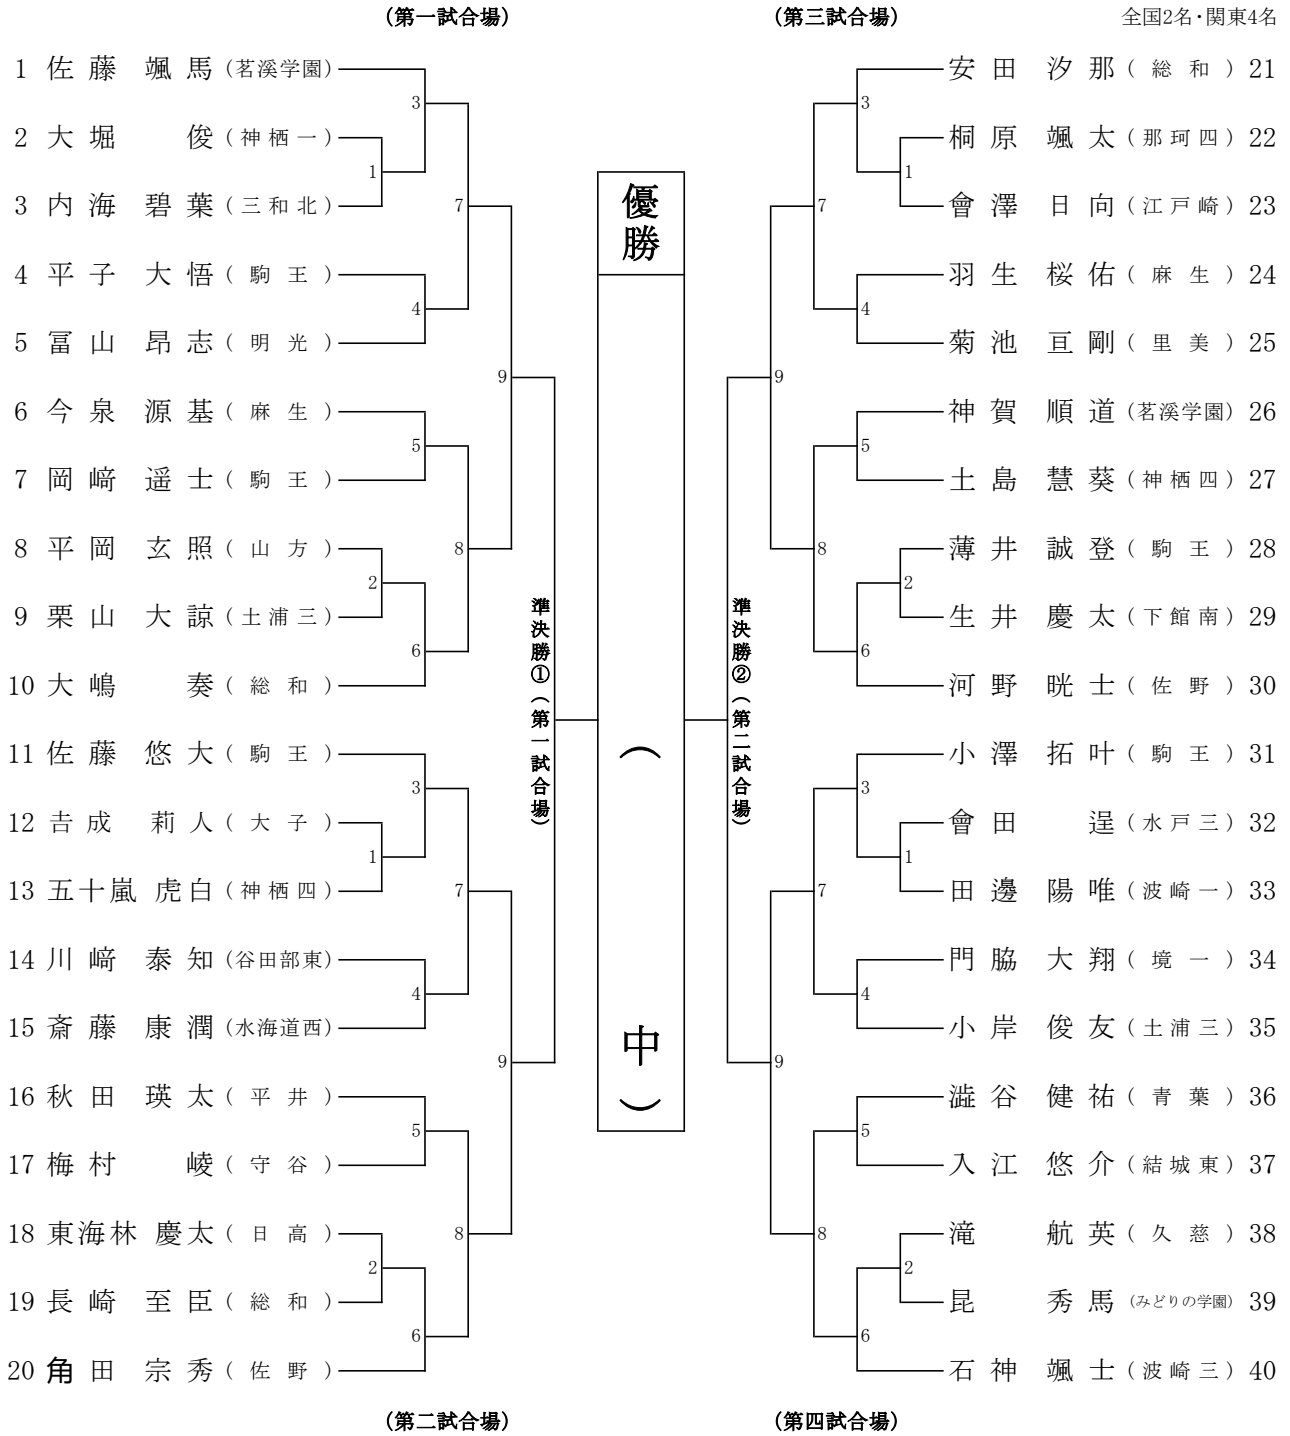 (第一試合場)
(第三試合場)
全国2名・関東4名
1 佐藤 颯馬 (茗溪学園)
3
2 大堀 俊 (神栖一)
1
3 内海 碧葉 (三和北)
7
4 平子 大悟 (駒王)
4
5 冨山 昂志 (明光)
9
6 今泉 源基 (麻生)
5
7 岡﨑 遥士 (駒王)
8
8 平岡 玄照 (山方)
2
9 栗山 大諒 (土浦三)
6
10 大嶋 奏 (総和)
11 佐藤 悠大 (駒王)
3
12 吉成 莉人 (大子)
1
13 五十嵐 虎白 (神栖四)
7
14 川﨑 泰知 (谷田部東)
4
15 斎藤 康潤 (水海道西)
9
16 秋田 瑛太 (平井)
5
17 梅村 崚 (守谷)
8
18 東海林 慶太 (日高)
2
19 長崎 至臣 (総和)
6
20 角田 宗秀 (佐野)
準決勝①(第一試合場)
優勝
( 中)
準決勝②(第二試合場)
安田 汐那 (総和) 21
3
桐原 颯太 (那珂四) 22
1
會澤 日向 (江戸崎) 23
7
羽生 桜佑 (麻生) 24
4
菊池 亘剛 (里美) 25
9
神賀 順道 (茗溪学園) 26
5
土島 慧葵 (神栖四) 27
8
薄井 誠登 (駒王) 28
2
生井 慶太 (下館南) 29
6
河野 晄士 (佐野) 30
小澤 拓叶 (駒王) 31
3
會田 逞 (水戸三) 32
1
田邊 陽唯 (波崎一) 33
7
門脇 大翔 (境一) 34
4
小岸 俊友 (土浦三) 35
9
澁谷 健祐 (青葉) 36
5
入江 悠介 (結城東) 37
8
滝 航英 (久慈) 38
2
昆 秀馬 (みどりの学園) 39
6
石神 颯士 (波崎三) 40
(第二試合場)
(第四試合場)